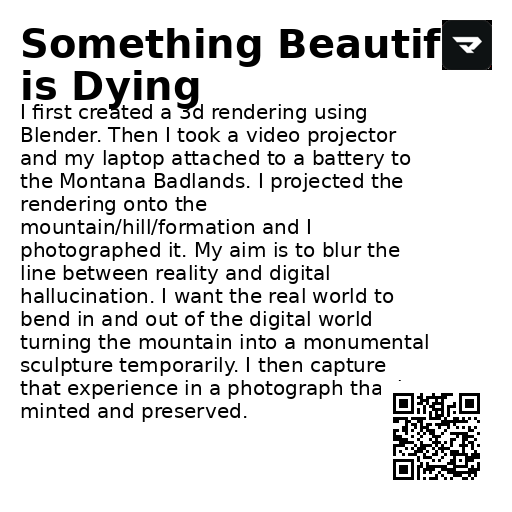 Something Beautif
is Dying
I first created a 3d rendering using
Blender. Then I took a video projector
and my laptop attached to a battery to
the Montana Badlands. I projected the
rendering onto the
mountain/hill/formation and I
photographed it. My aim is to blur the
line between reality and digital
hallucination. I want the real world to
bend in and out of the digital world
turning the mountain into a monumental
sculpture temporarily. I then capture
that experience in a photograph tha
minted and preserved.